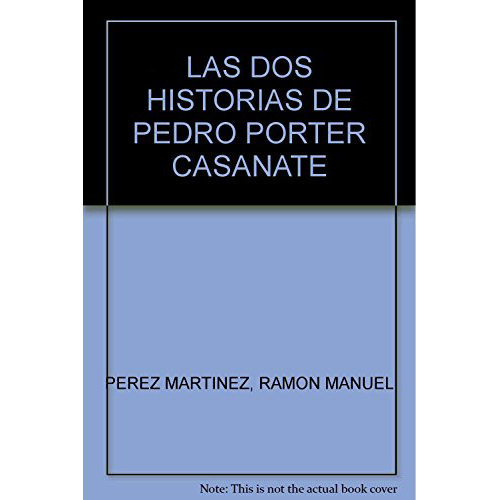 LAS DOS
HISTORIAS DE
PEDRO PORTER
CASANATE
PEREZ MARTINEZ, RAMON MANUEL
Note: This is not the actual book cover